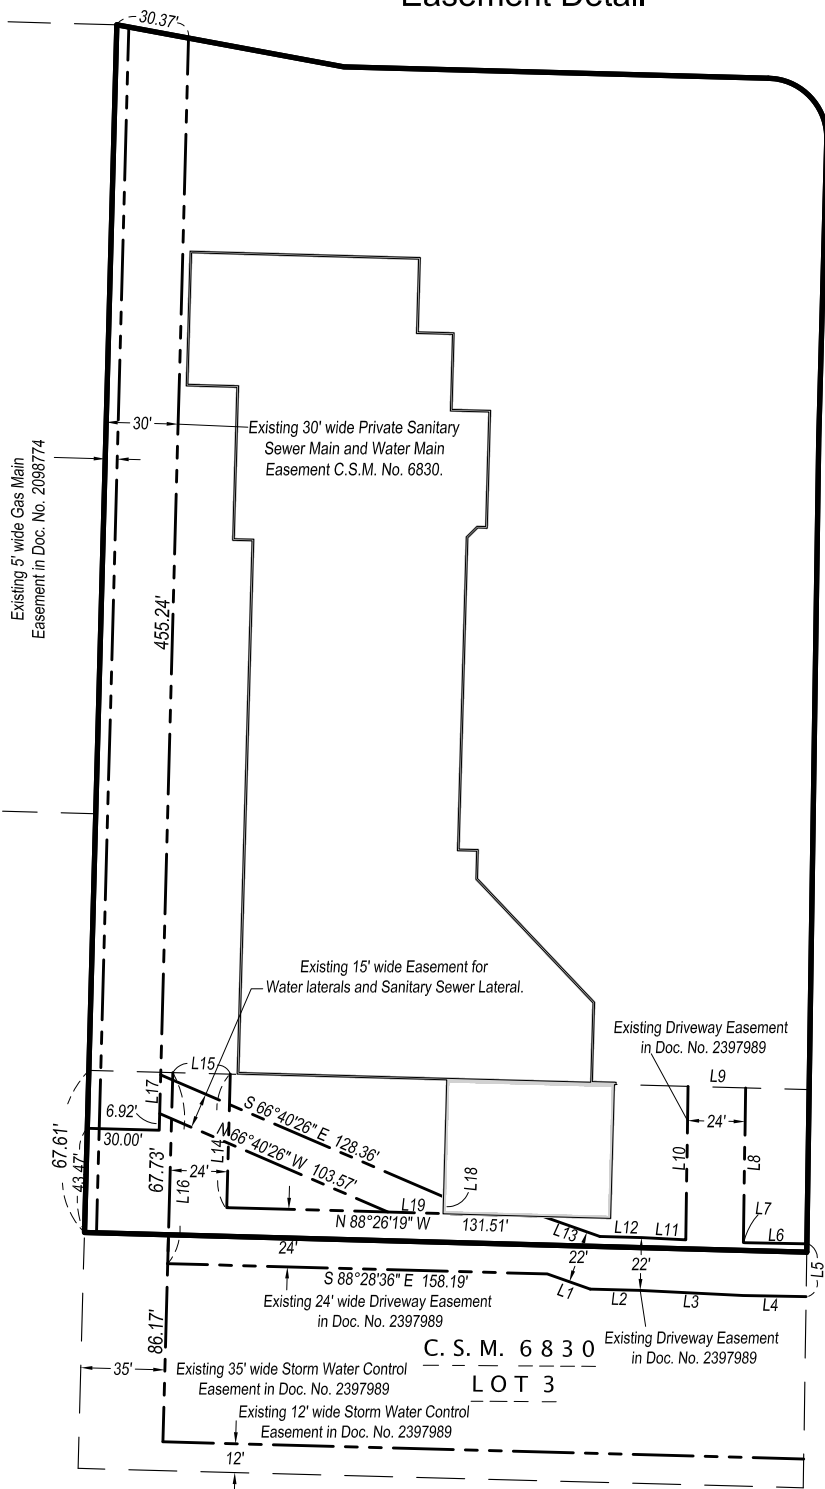 Easement Detail
30.37'
30'
Existing 30' wide Private Sanitary
Sewer Main and Water Main
Easement C.S.M. No. 6830.
Existing 5' wide Gas Main
Easement in Doc. No. 2098774
455.24'
Existing 15' wide Easement for
Water laterals and Sanitary Sewer Lateral.
Existing Driveway Easement
in Doc. No. 2397989
L15
L9
L17
6.92'
30.00'
S 66°40'26" E 128.36'
N 66°40'26" W 103.57'
24'
67.61'
43.47'
67.73'
L16
24'
L14
L18
L10
L8
L19
N 88°26'19" W
131.51'
L13
L12
L11
L7
L6
L5
24'
22'
22'
S 88°28'36" E 158.19'
L1
L2
L3
L4
Existing 24' wide Driveway Easement
in Doc. No. 2397989
86.17'
C. S. M. 6830
LOT 3
Existing Driveway Easement
in Doc. No. 2397989
35'
Existing 35' wide Storm Water Control
Easement in Doc. No. 2397989
Existing 12' wide Storm Water Control
Easement in Doc. No. 2397989
12'